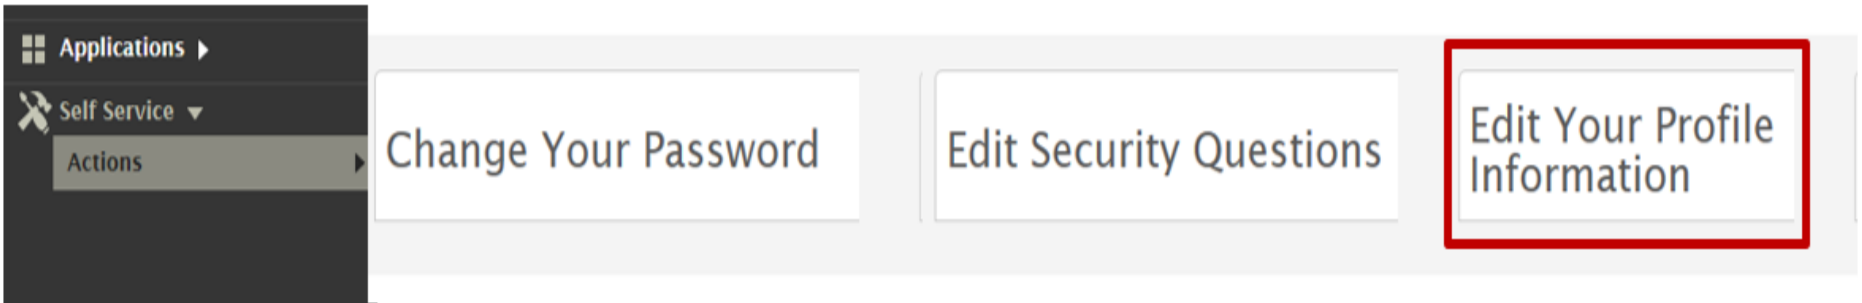 Applications
Self Service
Actions
Change Your Password
Edit Security Questions
Edit Your Profile
Information